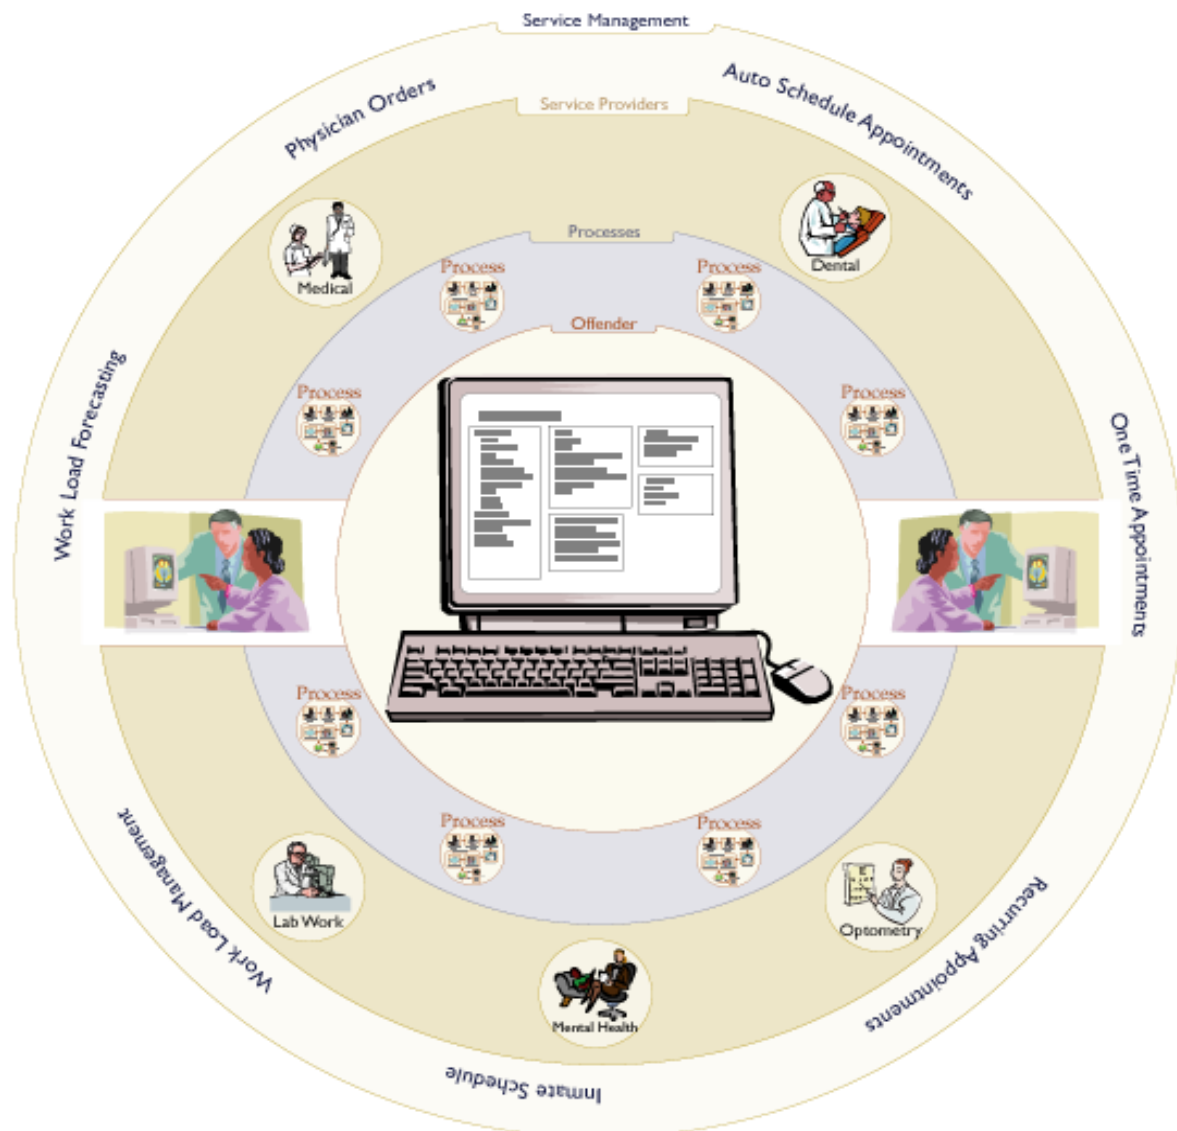 Service Management
Physician Orders
Auto Schedule Appointments
Service Providers
Medical
Dental
Processes
Process
Process
Offender
Process
Process
Work Load Forecasting
One Time Appointments
Process
Process
Process
Process
Lab Work
Optometry
Mental Health
Work Load Management
Recurring Appointments
Inmate Schedule